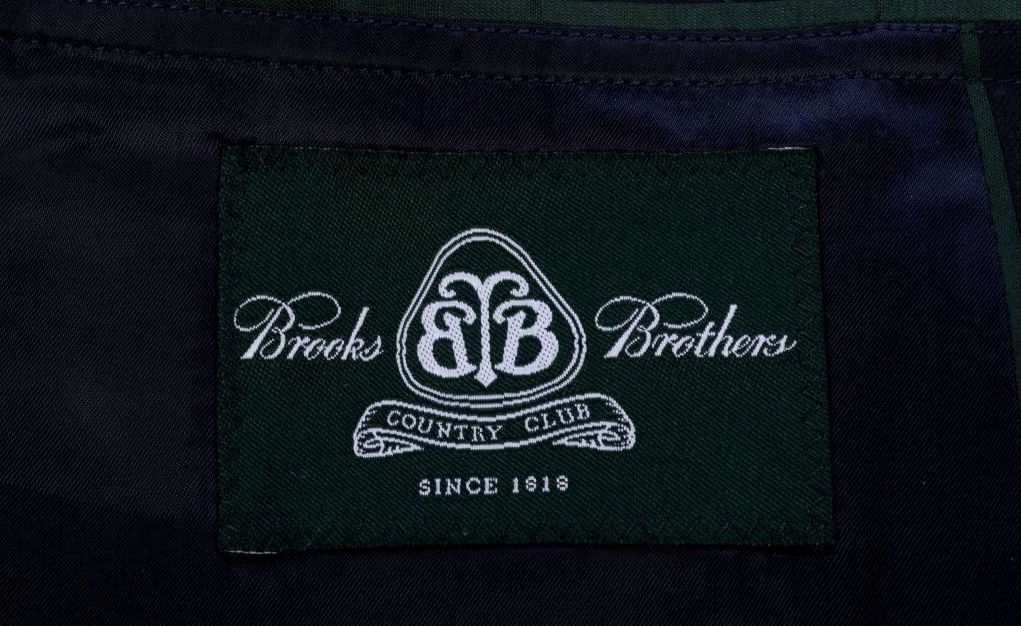 Brooks Brothers
BB
COUNTRY CLUB
SINCE 1818